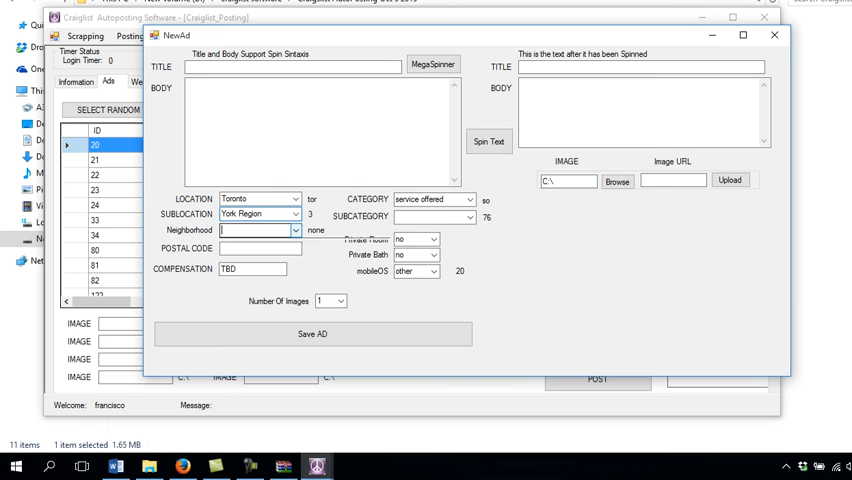 Craiglist Autoposting Software - [Craiglist_Posting]
Scrapping Posting
NewAd
Timer Status
Login Timer: 0
Information Ads We
SELECT RANDOM
ID
20
21
22
23
24
33
34
80
81
82
122
IMAGE
IMAGE
IMAGE
IMAGE C:\ IMAGE C:\
POST
Welcome: francisco Message:
Title and Body Support Spin Sintaxis
TITLE MegaSpinner
BODY
Spin Text
This is the text after it has been Spinned
TITLE
BODY
IMAGE Image URL
C:\ Browse Upload
LOCATION Toronto tor CATEGORY service offered so
SUBLOCATION York Region 3 SUBCATEGORY 76
Neighborhood none
Private Room no
POSTAL CODE Private Bath no
COMPENSATION TBD mobileOS other 20
Number Of Images 1
Save AD
11 items 1 item selected 1.65 MB